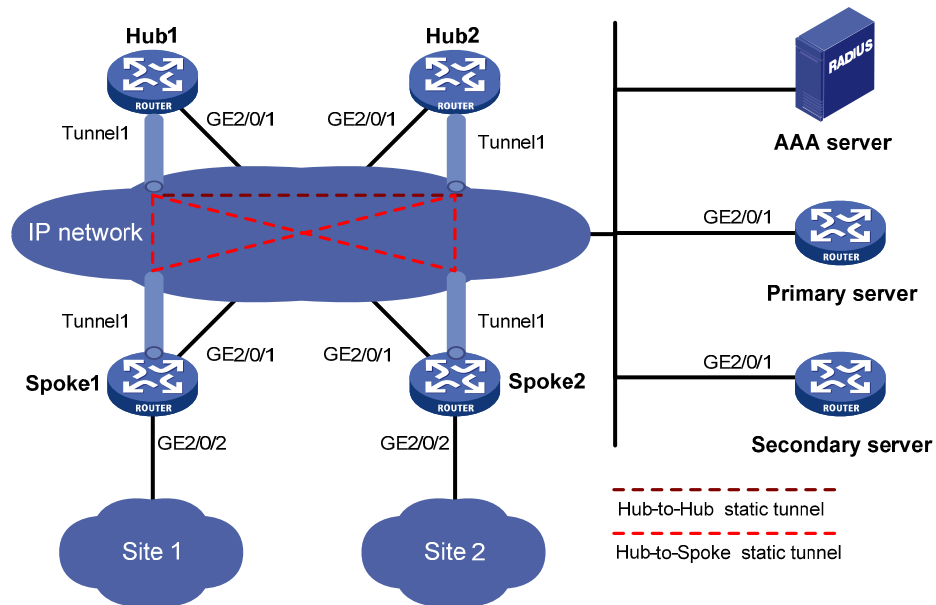 Hub1
Hub2
ROUTER
ROUTER
RADIUS
GE2/0/1
GE2/0/1
Tunnel1
Tunnel1
AAA server
IP network
GE2/0/1
ROUTER
Primary server
Tunnel1
Tunnel1
GE2/0/1
GE2/0/1
GE2/0/1
Spoke1
ROUTER
ROUTER
Spoke2
ROUTER
Secondary server
GE2/0/2
GE2/0/2
Hub-to-Hub static tunnel
Hub-to-Spoke static tunnel
Site 1
Site 2